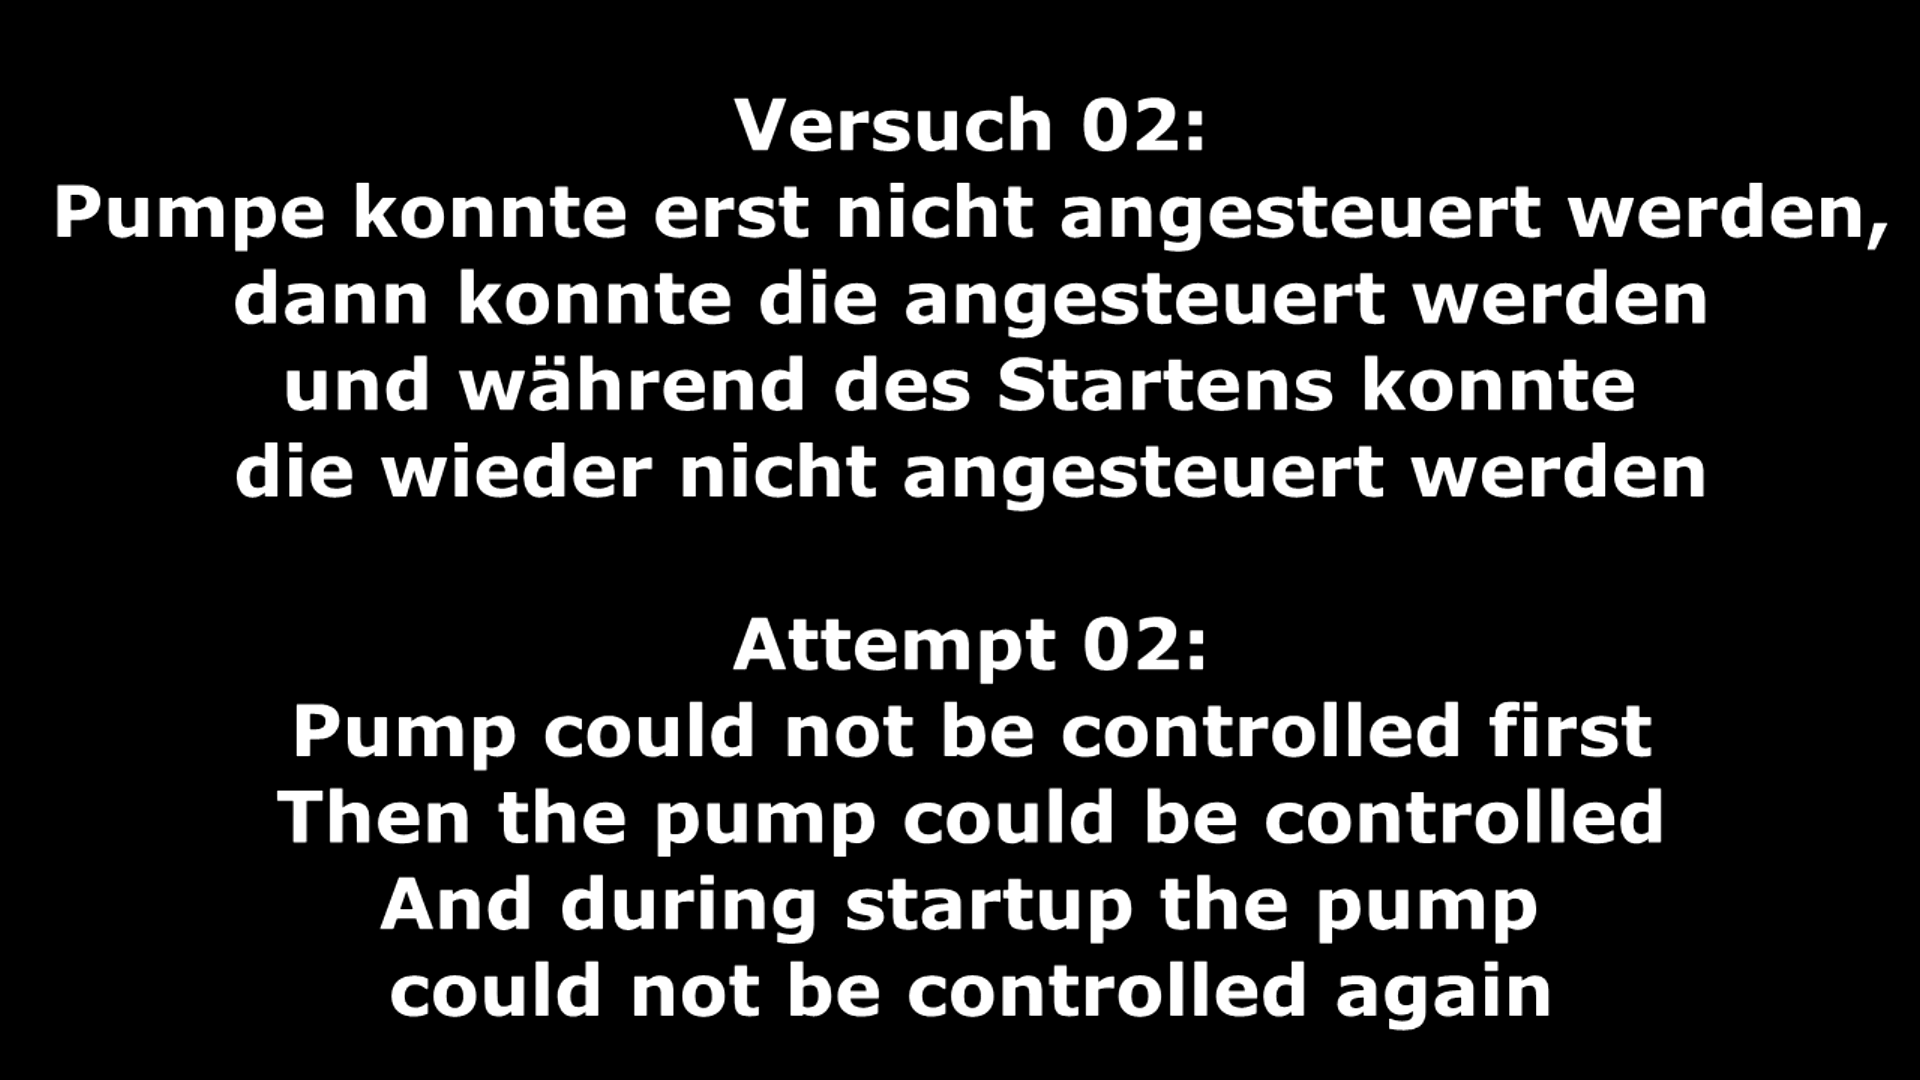 Versuch 02:
Pumpe konnte erst nicht angesteuert werden,
dann konnte die angesteuert werden
und während des Startens konnte
die wieder nicht angesteuert werden
Attempt 02:
Pump could not be controlled first
Then the pump could be controlled
And during startup the pump
could not be controlled again